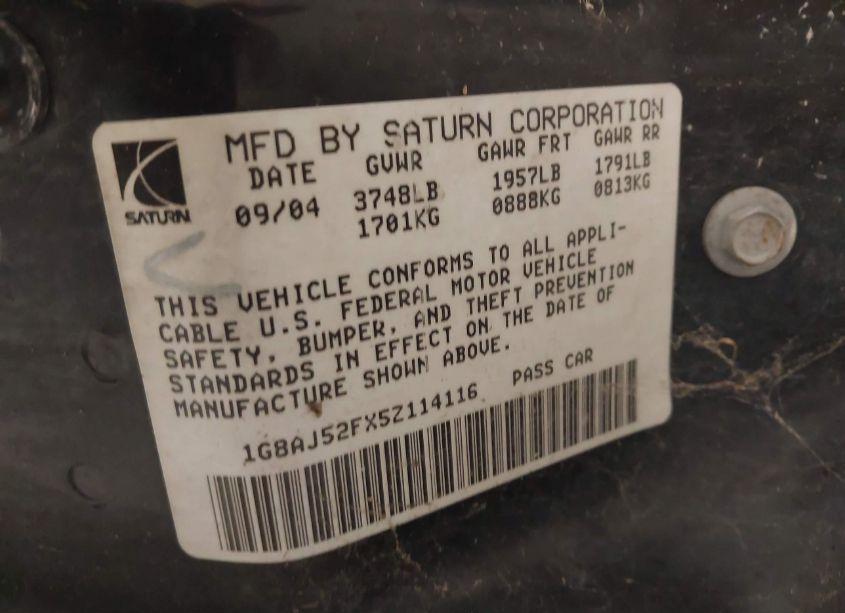 MFD BY SATURN CORPORATION
DATE GVWR GAWR FRT GAWR RR
09/04 3748LB 1957LB 1791LB
1701KG 0888KG 0813KG
SATURN
THIS VEHICLE CONFORMS TO ALL APPLI-
CABLE U.S. FEDERAL MOTOR VEHICLE
SAFETY, BUMPER, AND THEFT PREVENTION
STANDARDS IN EFFECT ON THE DATE OF
MANUFACTURE SHOWN ABOVE.
1G8AJ52FX5Z114116 PASS CAR